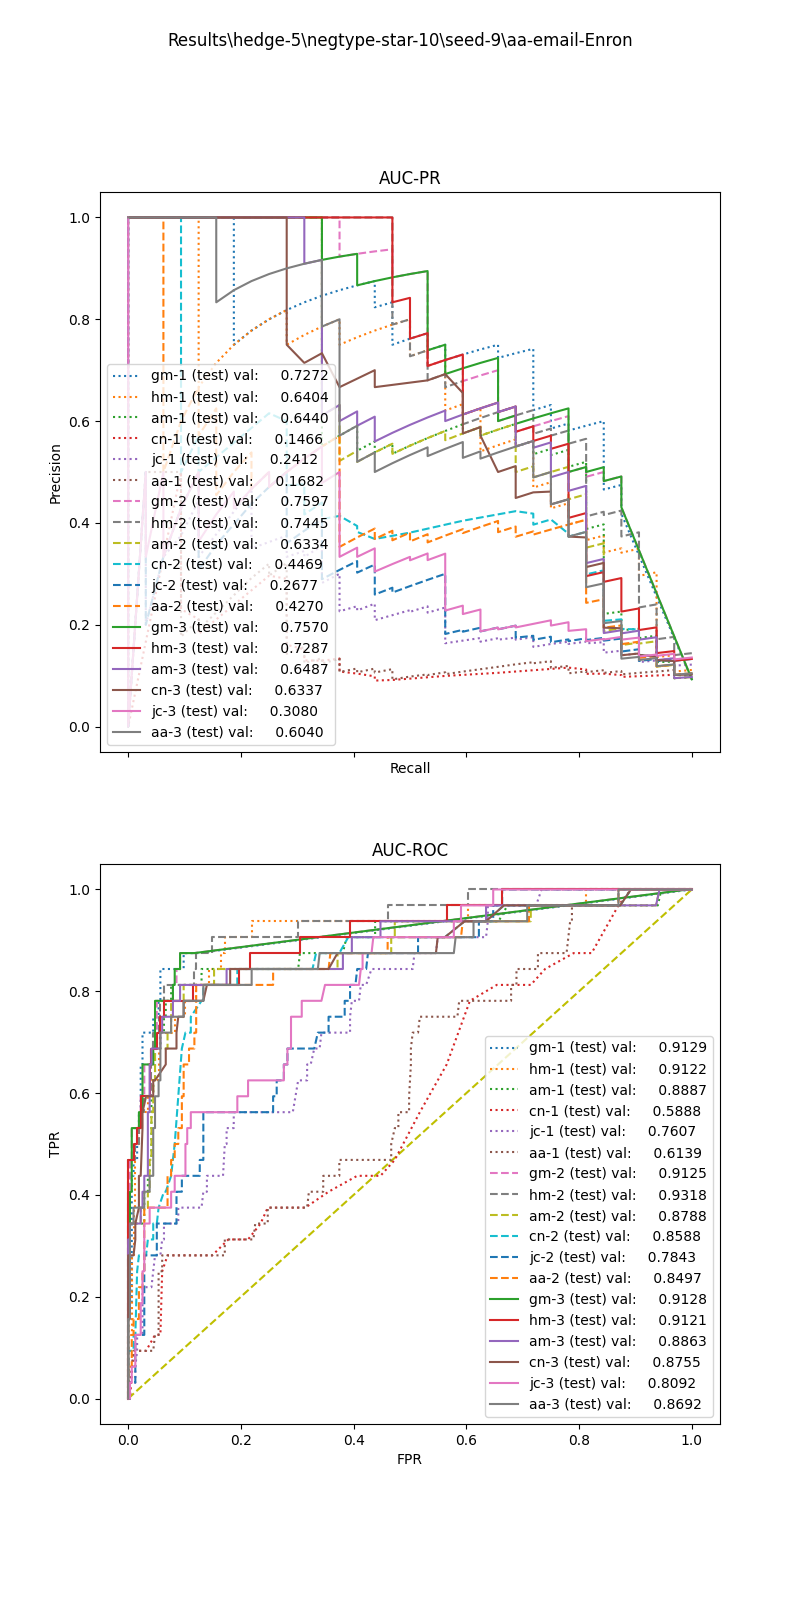 Results\hedge-5\negtype-star-10\seed-9\aa-email-Enron
AUC-PR
1.0
0.8
0.6
0.4
0.2
0.0
Precision
gm-1 (test) val: 0.7272
hm-1 (test) val: 0.6404
am-1 (test) val: 0.6440
cn-1 (test) val: 0.1466
jc-1 (test) val: 0.2412
aa-1 (test) val: 0.1682
gm-2 (test) val: 0.7597
hm-2 (test) val: 0.7445
am-2 (test) val: 0.6334
cn-2 (test) val: 0.4469
jc-2 (test) val: 0.2677
aa-2 (test) val: 0.4270
gm-3 (test) val: 0.7570
hm-3 (test) val: 0.7287
am-3 (test) val: 0.6487
cn-3 (test) val: 0.6337
jc-3 (test) val: 0.3080
aa-3 (test) val: 0.6040
Recall
AUC-ROC
1.0
0.8
0.6
0.4
0.2
0.0
TPR
gm-1 (test) val: 0.9129
hm-1 (test) val: 0.9122
am-1 (test) val: 0.8887
cn-1 (test) val: 0.5888
jc-1 (test) val: 0.7607
aa-1 (test) val: 0.6139
gm-2 (test) val: 0.9125
hm-2 (test) val: 0.9318
am-2 (test) val: 0.8788
cn-2 (test) val: 0.8588
jc-2 (test) val: 0.7843
aa-2 (test) val: 0.8497
gm-3 (test) val: 0.9128
hm-3 (test) val: 0.9121
am-3 (test) val: 0.8863
cn-3 (test) val: 0.8755
jc-3 (test) val: 0.8092
aa-3 (test) val: 0.8692
0.0 0.2 0.4 0.6 0.8 1.0
FPR